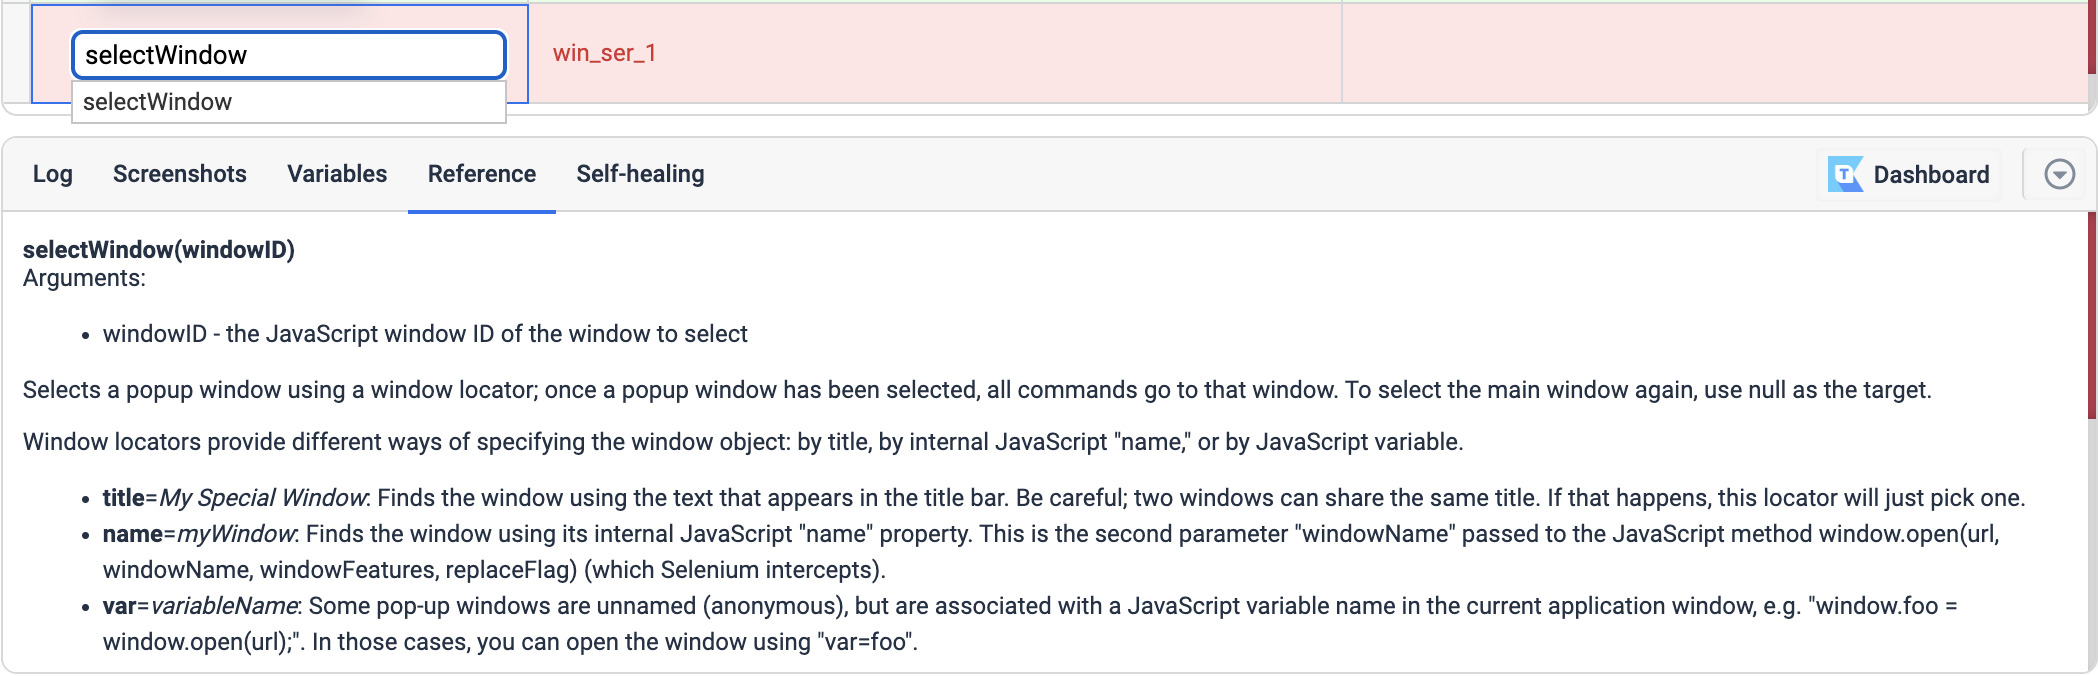 selectWindow
win_ser_1
selectWindow
Log Screenshots Variables Reference Self-healing T Dashboard
selectWindow(windowID)
Arguments:
• windowID - the JavaScript window ID of the window to select
Selects a popup window using a window locator; once a popup window has been selected, all commands go to that window. To select the main window again, use null as the target.
Window locators provide different ways of specifying the window object: by title, by internal JavaScript "name," or by JavaScript variable.
• title=My Special Window: Finds the window using the text that appears in the title bar. Be careful; two windows can share the same title. If that happens, this locator will just pick one.
• name=myWindow: Finds the window using its internal JavaScript "name" property. This is the second parameter "windowName" passed to the JavaScript method window.open(url,
windowName, windowFeatures, replaceFlag) (which Selenium intercepts).
• var=variableName: Some pop-up windows are unnamed (anonymous), but are associated with a JavaScript variable name in the current application window, e.g. "window.foo =
window.open(url);". In those cases, you can open the window using "var=foo".